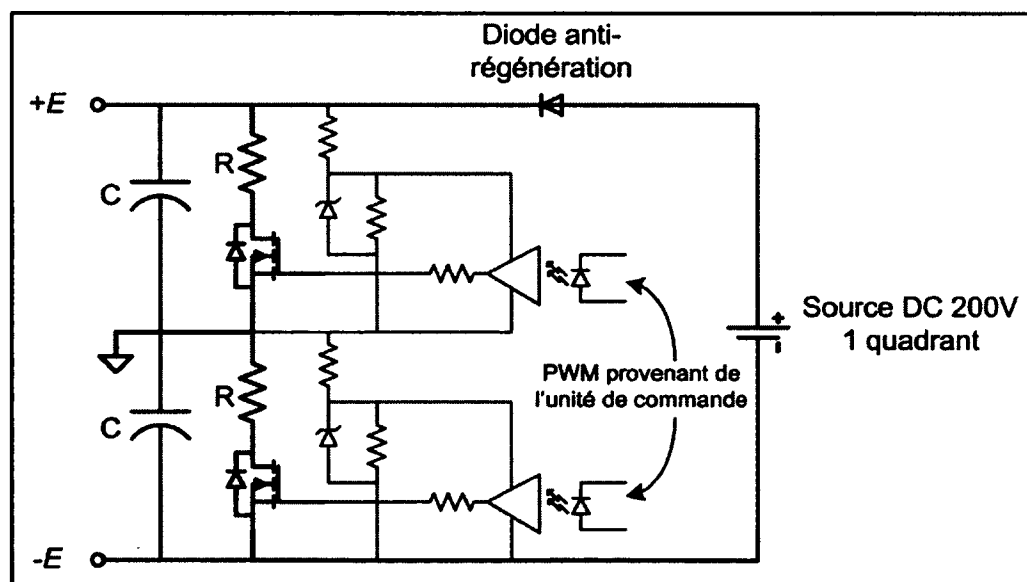 Diode anti-
régénération
+E
R
C
+
Source DC 200V
1 quadrant
PWM provenant de
l'unité de commande
R
C
-E